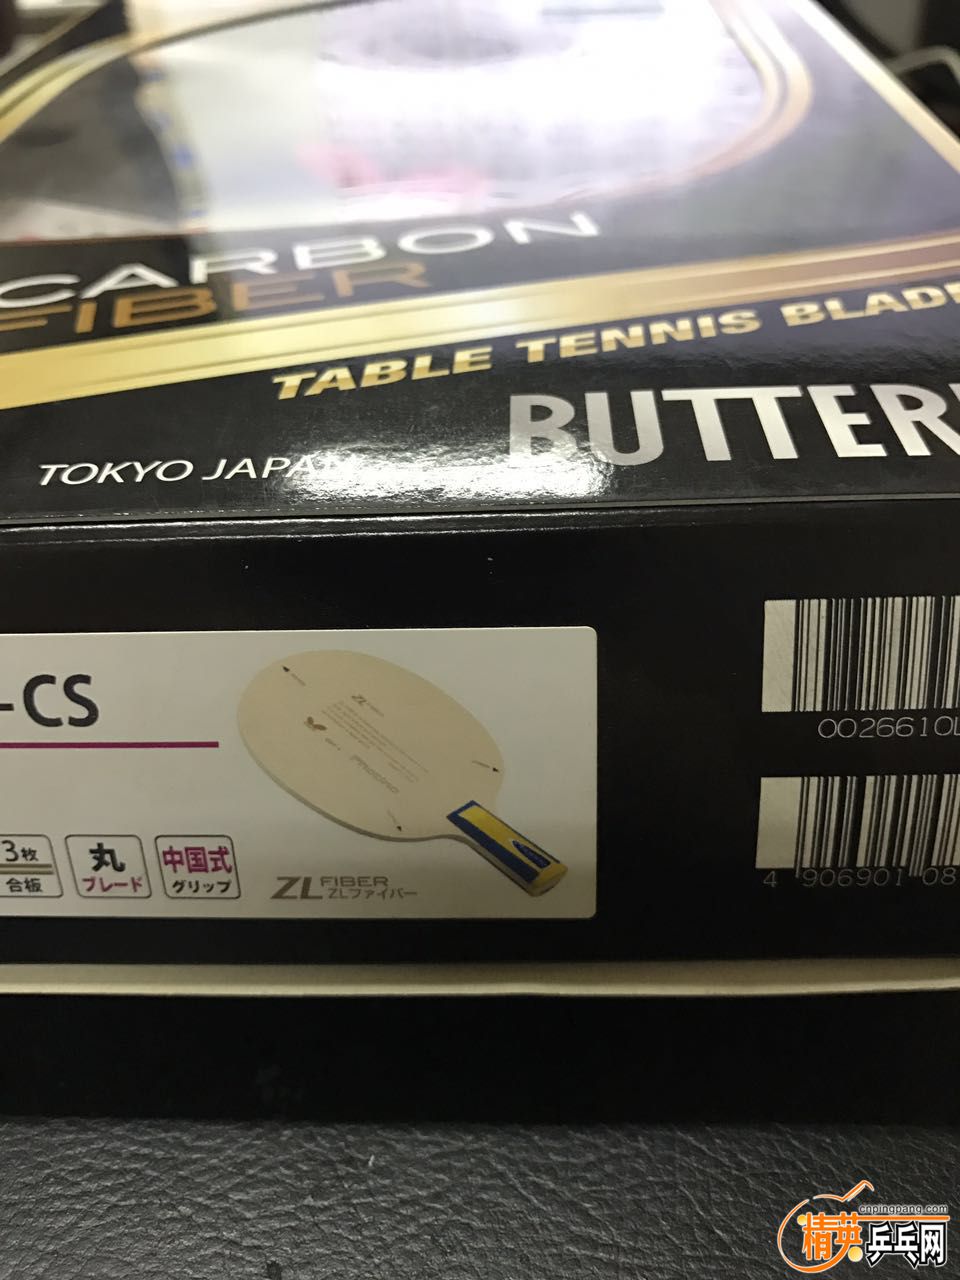 CARBON
FIBER
TABLE TENNIS BLADE
BUTTER
TOKYO JAPAN
-CS
ZL
3枚
合板
丸
ブレード
中国式
グリップ
ZL FIBER
ZLファイバー
0026610
4 906901 08
cnpingpang.com
精英乒乓网